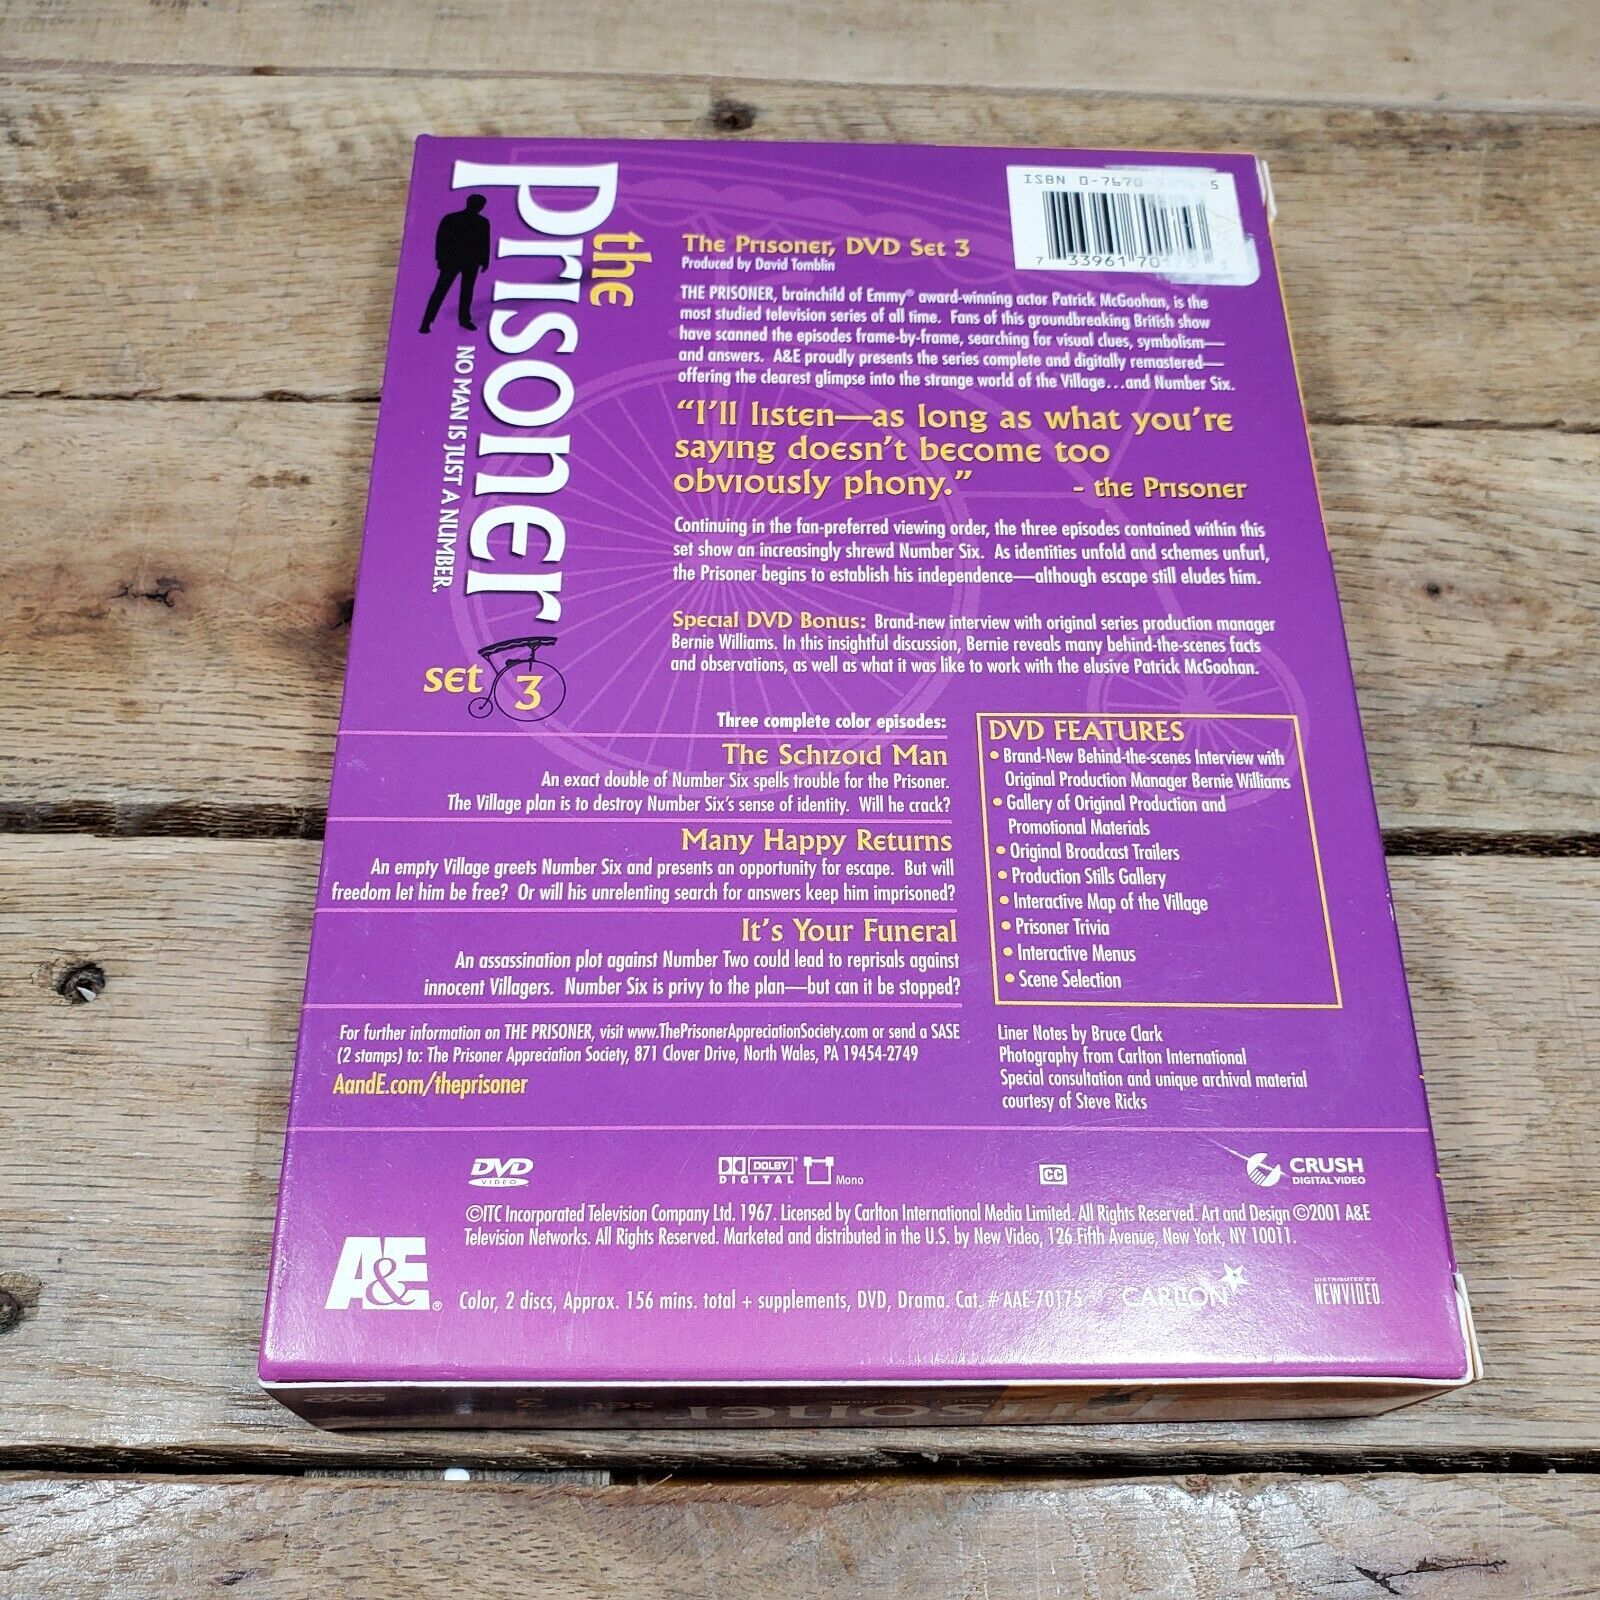 the
Prisoner
NO MAN IS JUST A NUMBER.
set 3
ISBN 0-7670-
7 33961
The Prisoner, DVD Set 3
Produced by David Tomblin
THE PRISONER, brainchild of Emmy® award-winning actor Patrick McGoohan, is the
most studied television series of all time. Fans of this groundbreaking British show
have scanned the episodes frame-by-frame, searching for visual clues, symbolism—
and answers. A&E proudly presents the series complete and digitally remastered—
offering the clearest glimpse into the strange world of the Village...and Number Six.
“I’ll listen—as long as what you’re
saying doesn’t become too
obviously phony.” - the Prisoner
Continuing in the fan-preferred viewing order, the three episodes contained within this
set show an increasingly shrewd Number Six. As identities unfold and schemes unfurl,
the Prisoner begins to establish his independence—although escape still eludes him.
Special DVD Bonus: Brand-new interview with original series production manager
Bernie Williams. In this insightful discussion, Bernie reveals many behind-the-scenes facts
and observations, as well as what it was like to work with the elusive Patrick McGoohan.
Three complete color episodes:
The Schizoid Man
An exact double of Number Six spells trouble for the Prisoner.
The Village plan is to destroy Number Six’s sense of identity. Will he crack?
Many Happy Returns
An empty Village greets Number Six and presents an opportunity for escape. But will
freedom let him be free? Or will his unrelenting search for answers keep him imprisoned?
It’s Your Funeral
An assassination plot against Number Two could lead to reprisals against
innocent Villagers. Number Six is privy to the plan—but can it be stopped?
DVD FEATURES
• Brand-New Behind-the-scenes Interview with
Original Production Manager Bernie Williams
• Gallery of Original Production and
Promotional Materials
• Original Broadcast Trailers
• Production Stills Gallery
• Interactive Map of the Village
• Prisoner Trivia
• Interactive Menus
• Scene Selection
For further information on THE PRISONER, visit www.ThePrisonerAppreciationSociety.com or send a SASE
(2 stamps) to: The Prisoner Appreciation Society, 871 Clover Drive, North Wales, PA 19454-2749
AandE.com/theprisoner
Liner Notes by Bruce Clark
Photography from Carlton International
Special consultation and unique archival material
courtesy of Steve Ricks
DVD
VIDEO
DOLBY
DIGITAL
Mono
CC
CRUSH
DIGITAL VIDEO
©ITC Incorporated Television Company Ltd. 1967. Licensed by Carlton International Media Limited. All Rights Reserved. Art and Design ©2001 A&E
Television Networks. All Rights Reserved. Marketed and distributed in the U.S. by New Video, 126 Fifth Avenue, New York, NY 10011.
A&E®
Color, 2 discs, Approx. 156 mins. total + supplements, DVD, Drama. Cat. # AAE-70175
CARLTON
DISTRIBUTED BY
NEWVIDEO